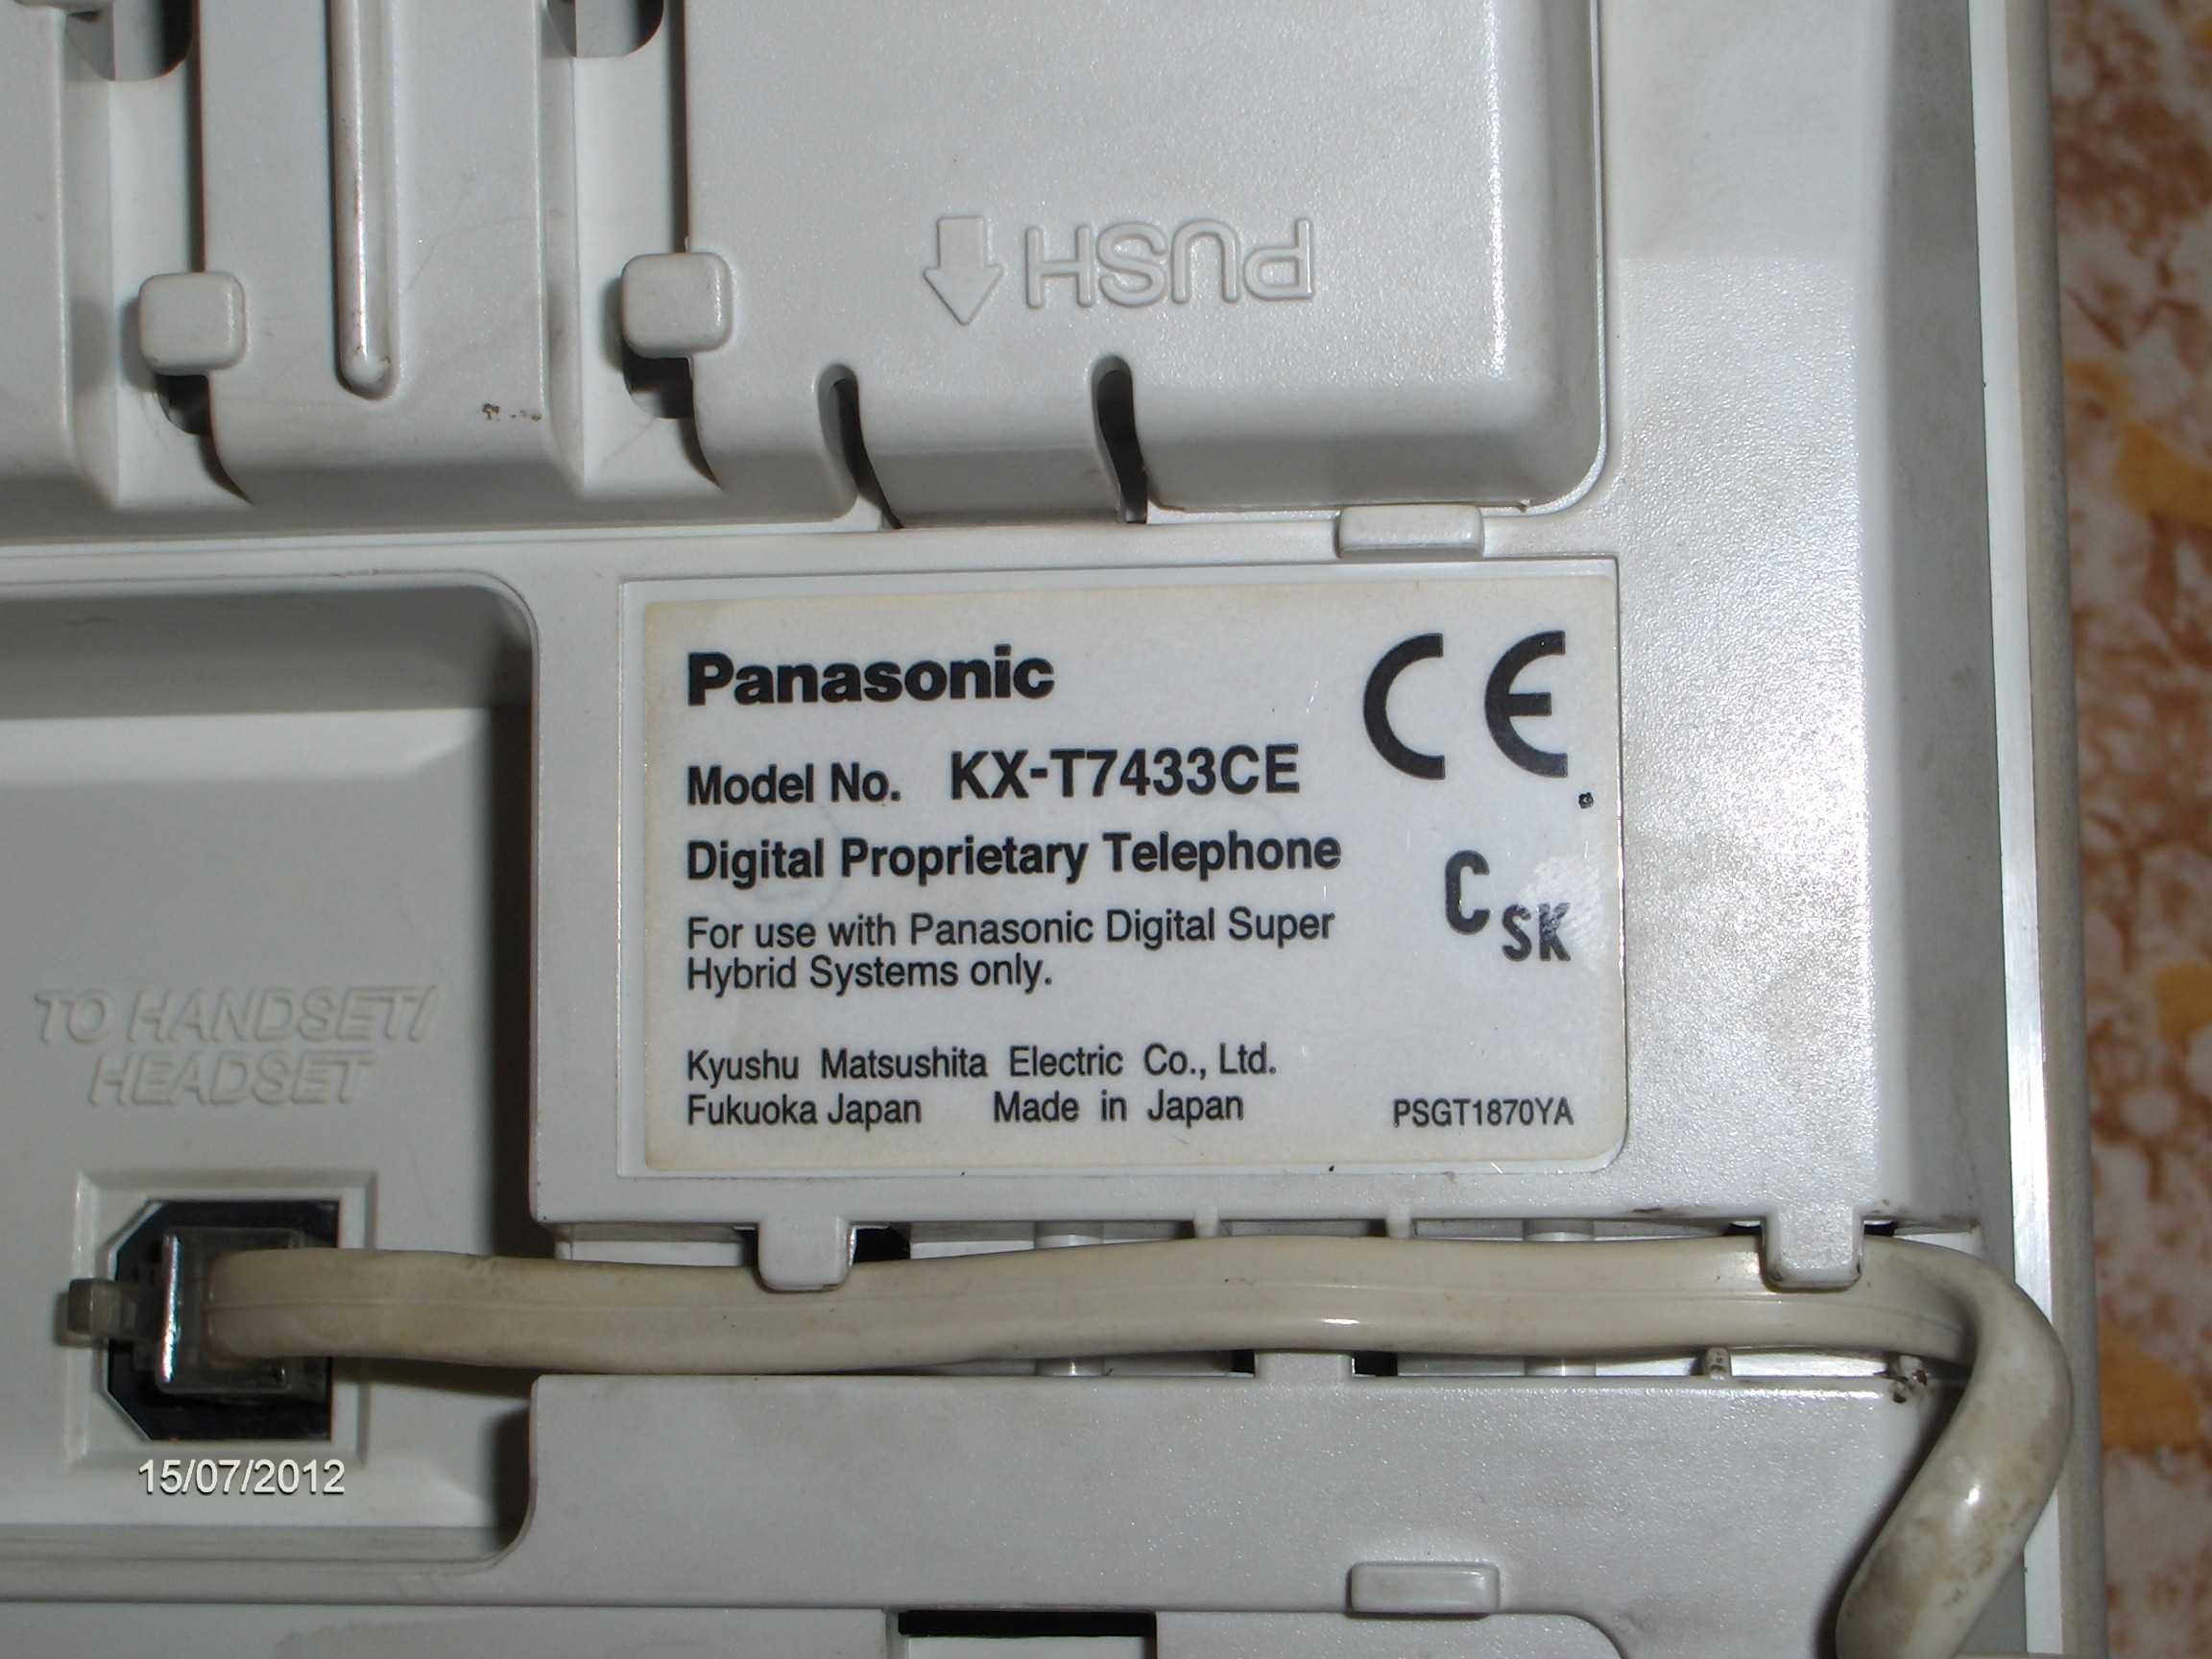 PUSH
Panasonic
CE
Model No. KX-T7433CE
Digital Proprietary Telephone
C SK
For use with Panasonic Digital Super
Hybrid Systems only.
TO HANDSET/
HEADSET
Kyushu Matsushita Electric Co., Ltd.
Fukuoka Japan Made in Japan PSGT1870YA
15/07/2012